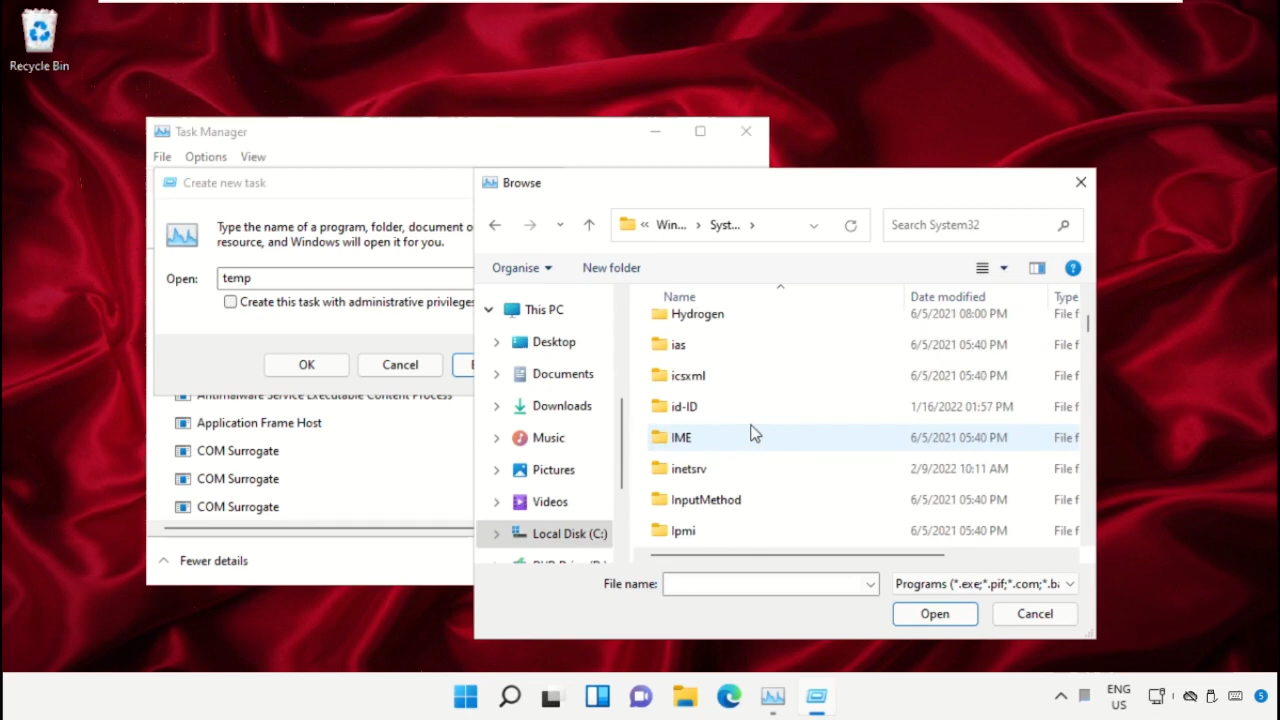 Recycle Bin
Task Manager
File Options View
Create new task
Type the name of a program, folder, document o
resource, and Windows will open it for you.
Open: temp
Create this task with administrative privileges
OK Cancel
Antimalware Service Executable Content Process
Application Frame Host
COM Surrogate
COM Surrogate
COM Surrogate
Fewer details
Browse
« Win... › Syst... ›
Search System32
Organise New folder
This PC
Desktop
Documents
Downloads
Music
Pictures
Videos
Local Disk (C:)
Name Date modified Type
Hydrogen 6/5/2021 08:00 PM File f
ias 6/5/2021 05:40 PM File f
icsxml 6/5/2021 05:40 PM File f
id-ID 1/16/2022 01:57 PM File f
IME 6/5/2021 05:40 PM File f
inetsrv 2/9/2022 10:11 AM File f
InputMethod 6/5/2021 05:40 PM File f
Ipmi 6/5/2021 05:40 PM File f
File name: Programs (*.exe;*.pif;*.com;*.ba
Open Cancel
ENG
US
5